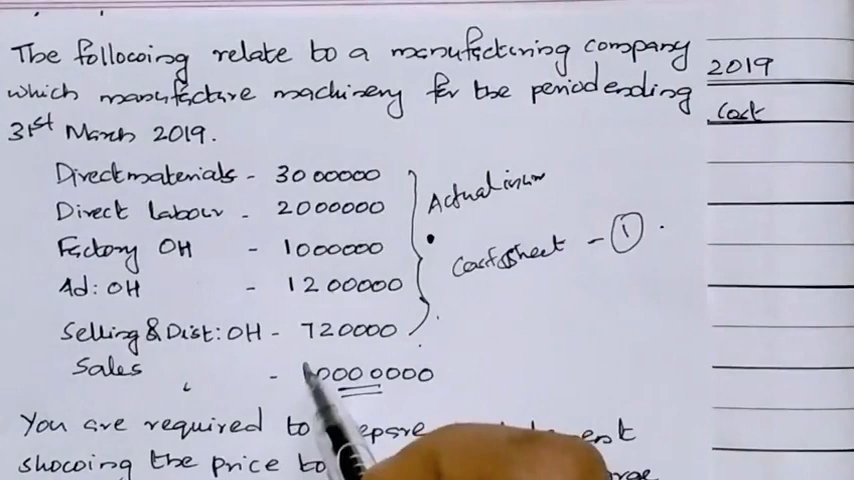 The following relate to a manufacturing company
which manufacture machinery for the period ending
31st March 2019.
Direct materials - 3000000
Direct labour - 2000000
Factory OH - 1000000
Ad: OH - 1200000
Selling & Dist: OH - 720000
Sales -
Actual
Cost sheet - 1
You are required to
showing the price to
2019
Cost